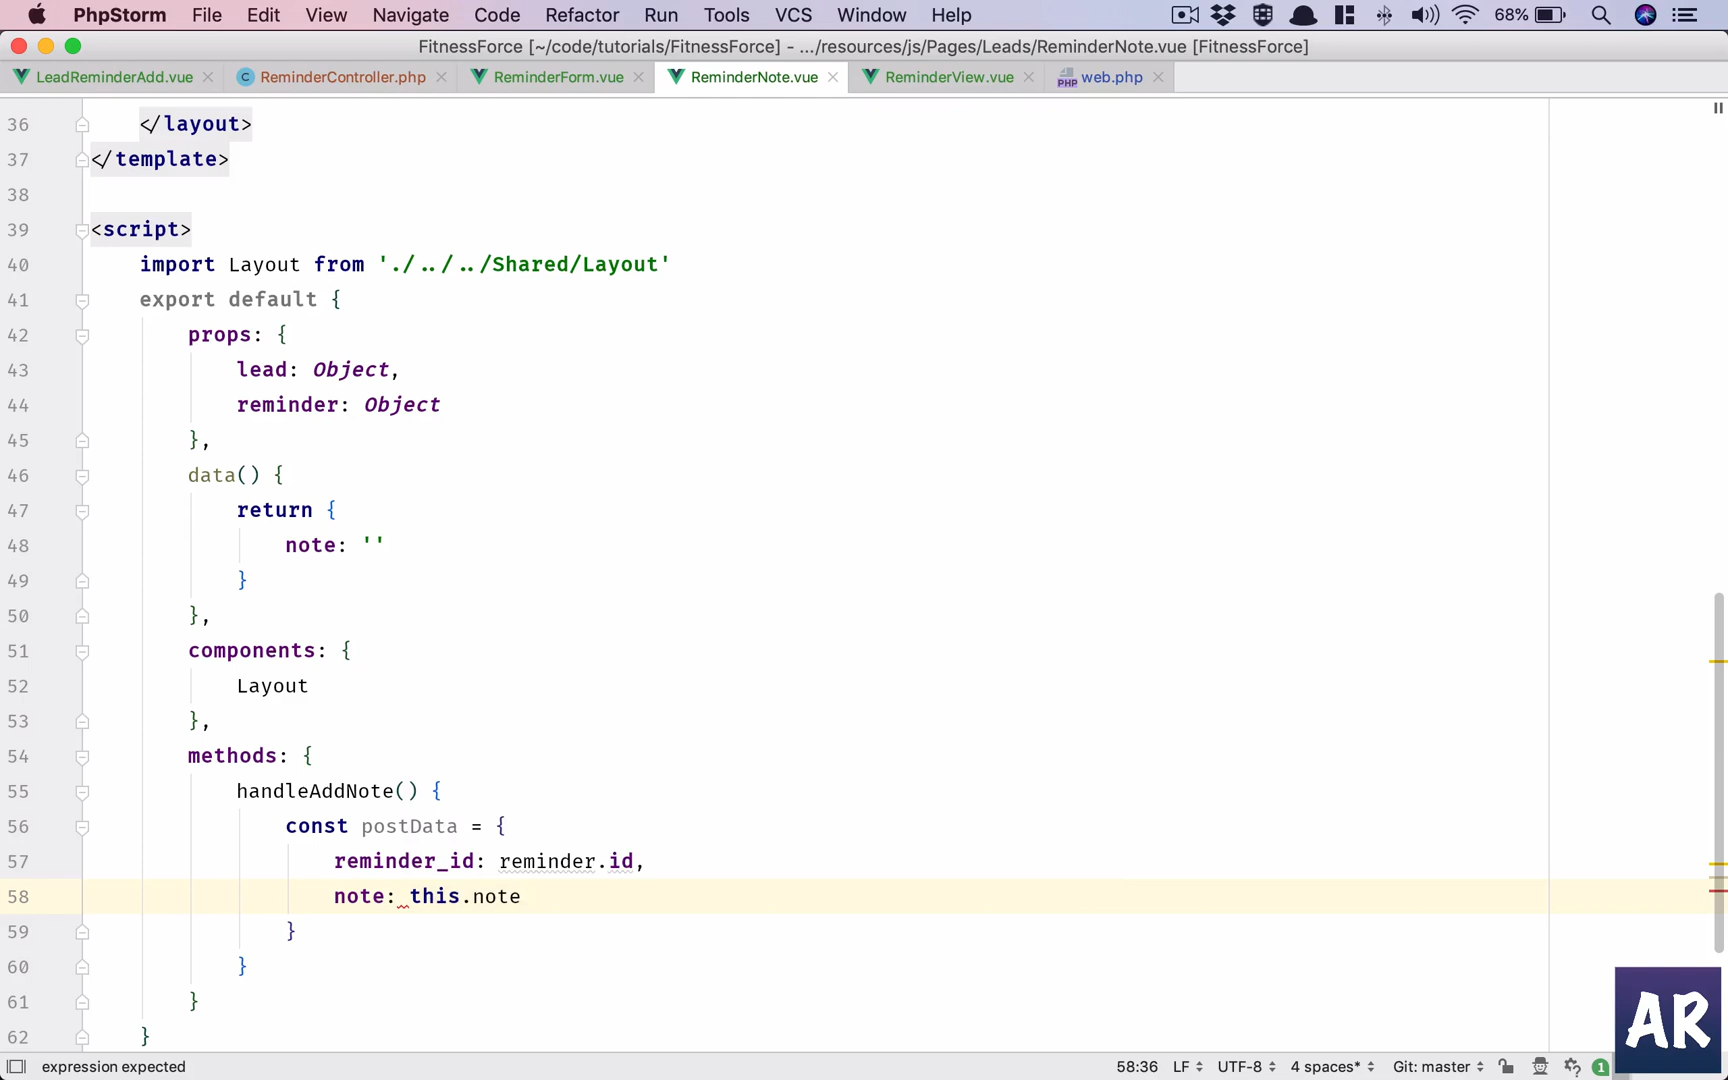 PhpStorm File Edit View Navigate Code Refactor Run Tools VCS Window Help 68%
FitnessForce [~/code/tutorials/FitnessForce] - .../resources/js/Pages/Leads/ReminderNote.vue [FitnessForce]
LeadReminderAdd.vue ReminderController.php ReminderForm.vue ReminderNote.vue ReminderView.vue web.php
36 </layout>
37 </template>
38
39 <script>
40 import Layout from './../../Shared/Layout'
41 export default {
42 props: {
43 lead: Object,
44 reminder: Object
45 },
46 data() {
47 return {
48 note: ''
49 }
50 },
51 components: {
52 Layout
53 },
54 methods: {
55 handleAddNote() {
56 const postData = {
57 reminder_id: reminder.id,
58 note: this.note
59 }
60 }
61 }
62 }
expression expected 58:36 LF UTF-8 4 spaces* Git: master 1
AR